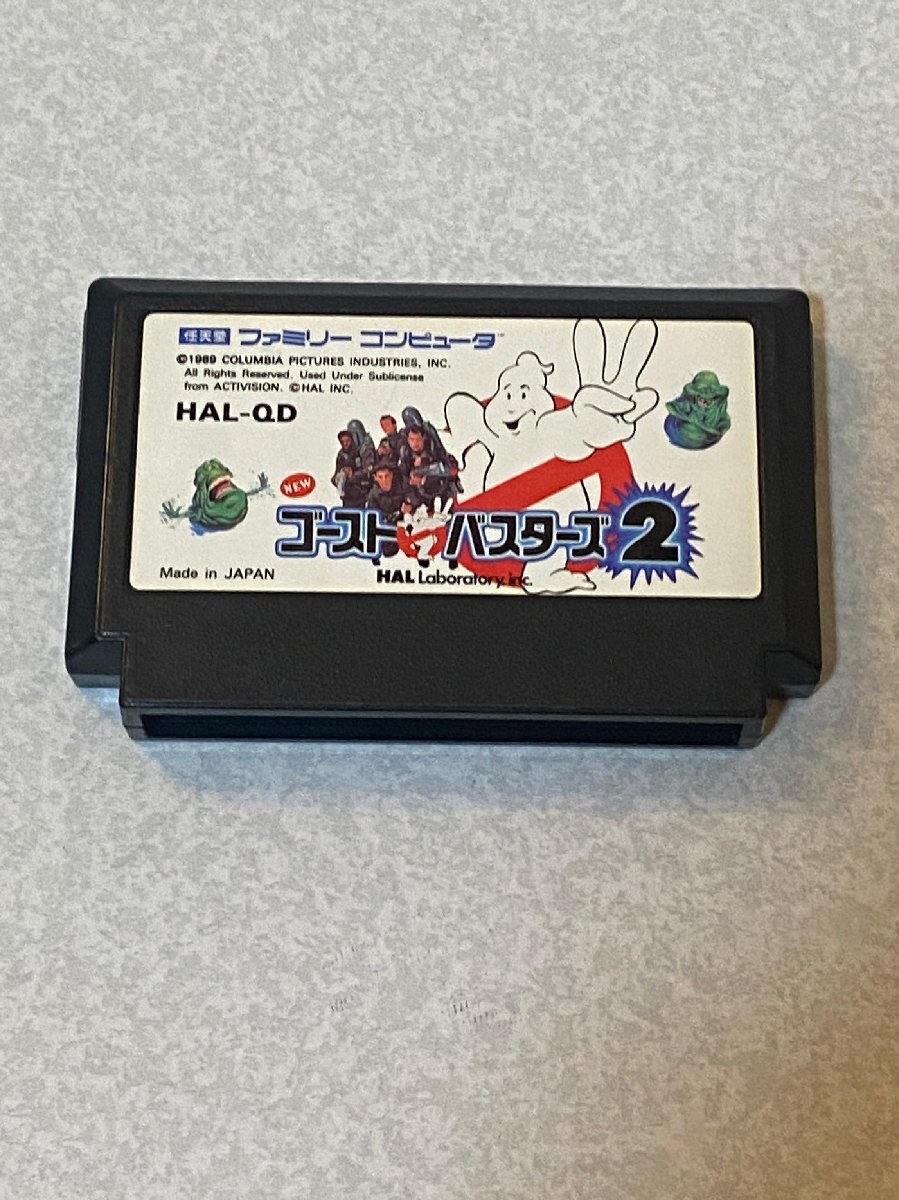 任天堂 ファミリー コンピュータ™
©1989 COLUMBIA PICTURES INDUSTRIES, INC.
All Rights Reserved. Used Under Sublicense
from ACTIVISION. ©HAL INC.
HAL-QD
NEW
ゴーストバスターズ2
Made in JAPAN
HAL Laboratory, Inc.